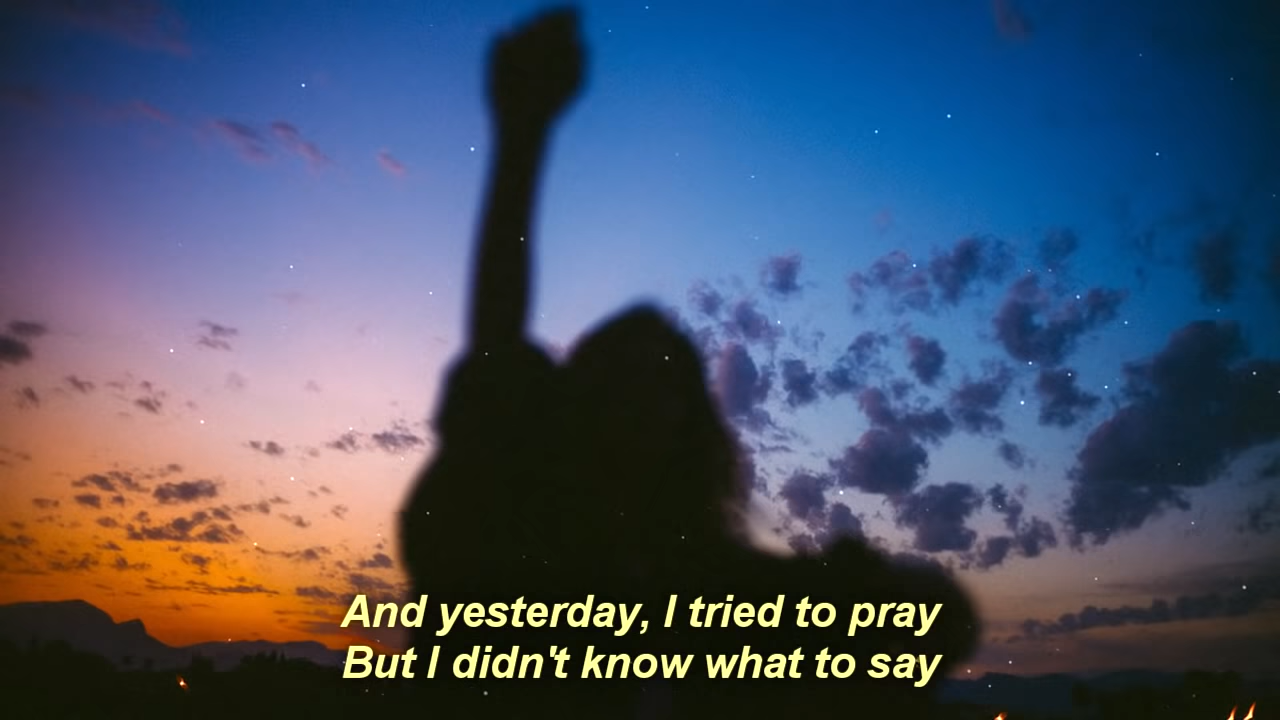 And yesterday, I tried to pray
But I didn't know what to say